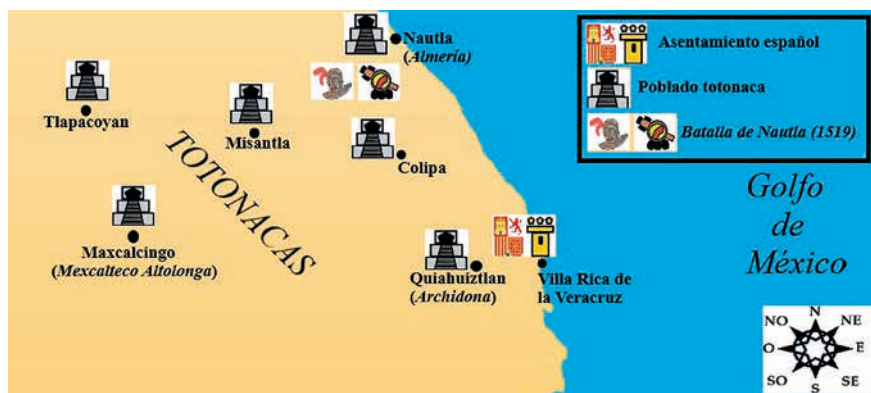 Nautla
(Almería)
Tlapacoyan
Misantla
Colipa
TOTONACAS
Maxcalcingo
(Mexcalteco Altolonga)
Quiahuiztlan
(Archidona)
Villa Rica de
la Veracruz
Asentamiento español
Poblado totonaca
Batalla de Nautla (1519)
Golfo
de
México
N
NO
NE
O
E
SO
SE
S